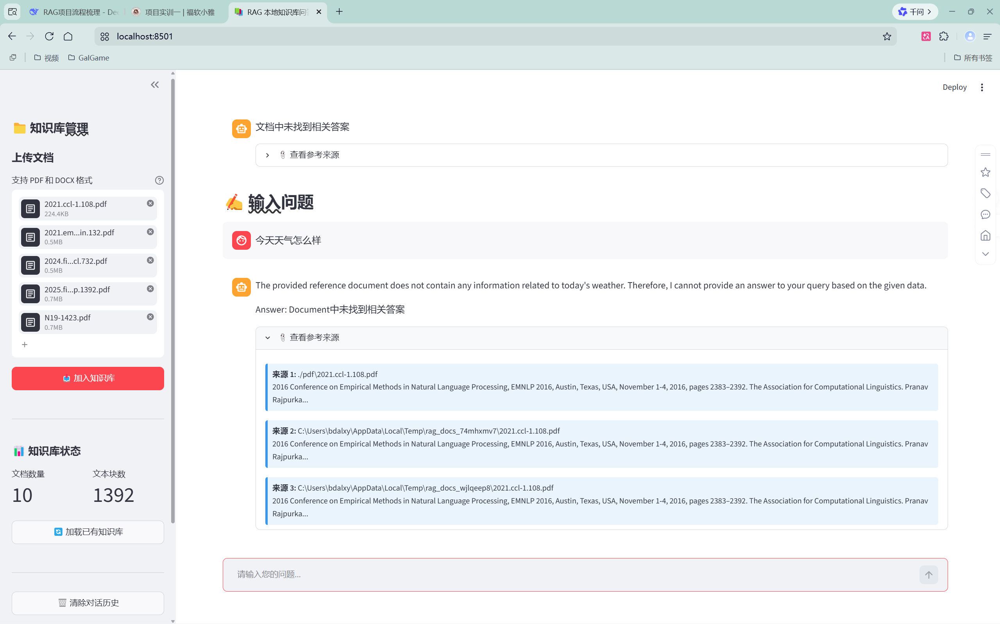 RAG项目流程梳理 - De
项目实训一 | 福软小雅
RAG 本地知识库问
千问
localhost:8501
视频
GalGame
所有书签
Deploy
知识库管理
上传文档
支持 PDF 和 DOCX 格式
2021.ccl-1.108.pdf
224.4KB
2021.em...in.132.pdf
0.5MB
2024.fi...cl.732.pdf
0.5MB
2025.fi...p.1392.pdf
0.7MB
N19-1423.pdf
0.7MB
加入知识库
知识库状态
文档数量 文本块数
10 1392
加载已有知识库
清除对话历史
文档中未找到相关答案
查看参考来源
输入问题
今天天气怎么样
The provided reference document does not contain any information related to today's weather. Therefore, I cannot provide an answer to your query based on the given data.
Answer: Document中未找到相关答案
查看参考来源
来源 1: ./pdf\2021.ccl-1.108.pdf
2016 Conference on Empirical Methods in Natural Language Processing, EMNLP 2016, Austin, Texas, USA, November 1-4, 2016, pages 2383–2392. The Association for Computational Linguistics. Pranav
Rajpurka...
来源 2: C:\Users\bdalxy\AppData\Local\Temp\rag_docs_74mhxmv7\2021.ccl-1.108.pdf
2016 Conference on Empirical Methods in Natural Language Processing, EMNLP 2016, Austin, Texas, USA, November 1-4, 2016, pages 2383–2392. The Association for Computational Linguistics. Pranav
Rajpurka...
来源 3: C:\Users\bdalxy\AppData\Local\Temp\rag_docs_wjlqeep8\2021.ccl-1.108.pdf
2016 Conference on Empirical Methods in Natural Language Processing, EMNLP 2016, Austin, Texas, USA, November 1-4, 2016, pages 2383–2392. The Association for Computational Linguistics. Pranav
Rajpurka...
请输入您的问题...